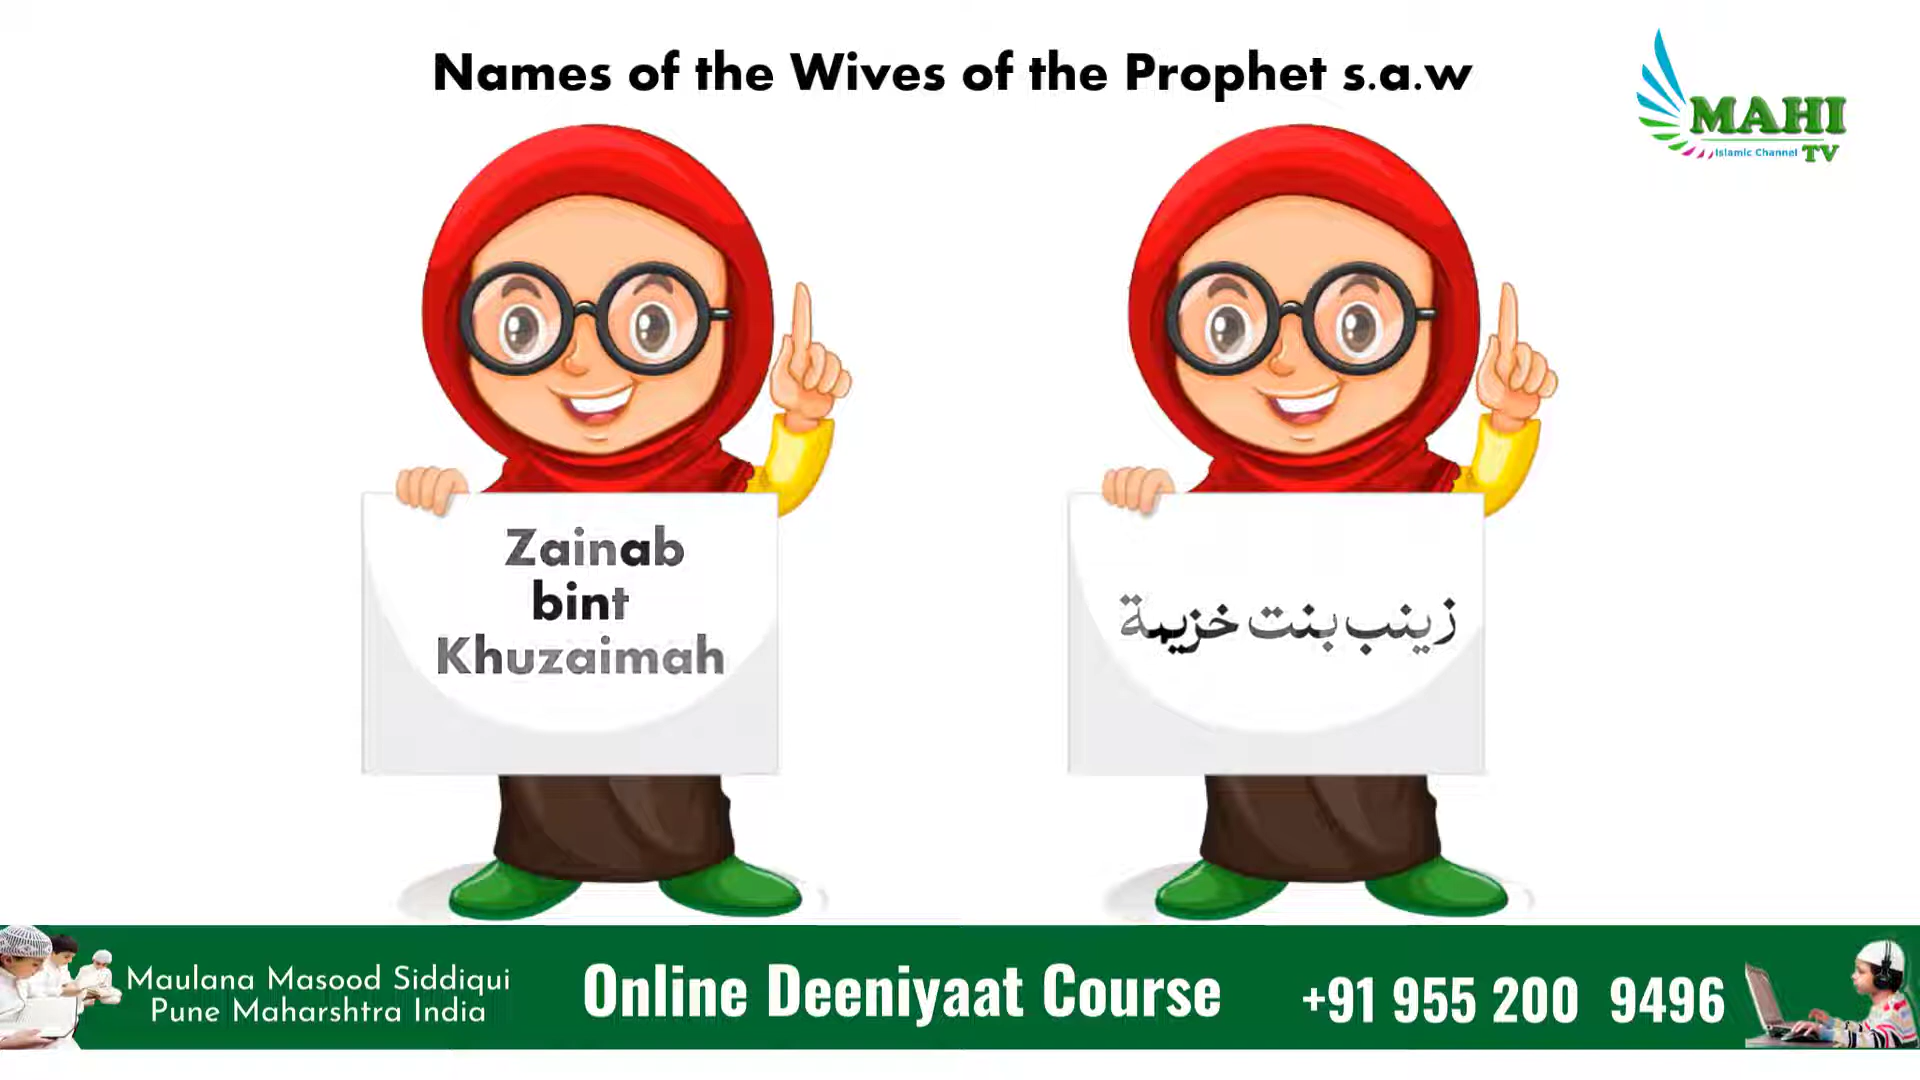 Names of the Wives of the Prophet s.a.w
MAHI
Islamic Channel TV
Zainab
bint
Khuzaimah
زينب بنت خزيمة
Maulana Masood Siddiqui
Pune Maharshtra India
Online Deeniyaat Course
+91 955 200 9496